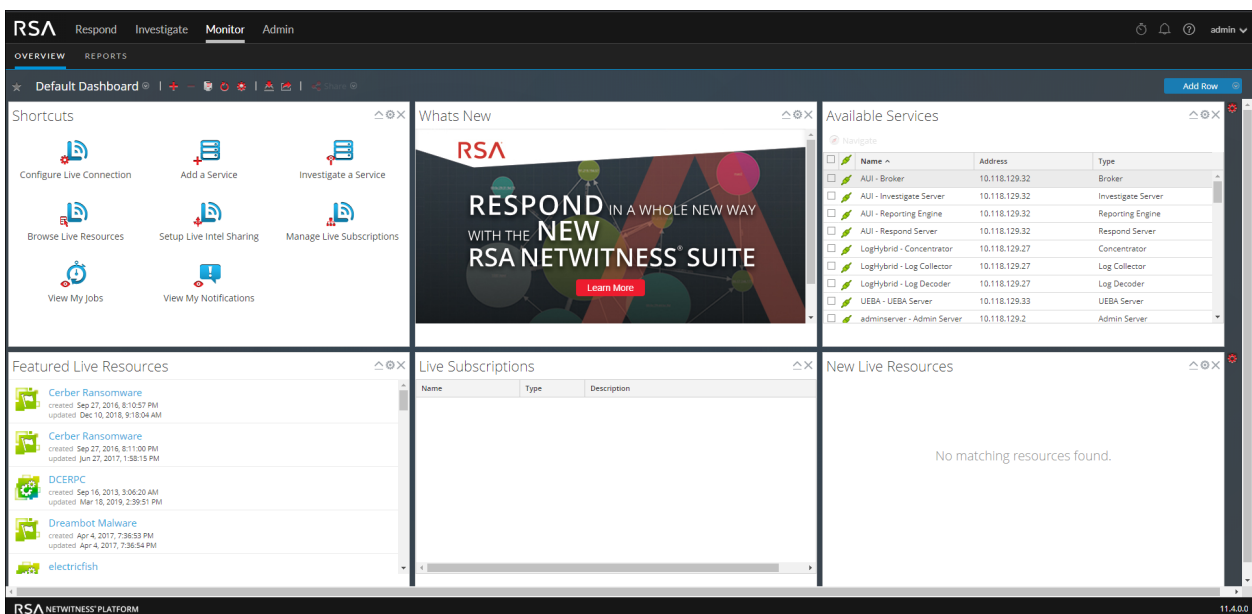 RSA Respond Investigate Monitor Admin admin
OVERVIEW REPORTS
Default Dashboard Share Add Row
Shortcuts
Configure Live Connection Add a Service Investigate a Service
Browse Live Resources Setup Live Intel Sharing Manage Live Subscriptions
View My Jobs View My Notifications
Whats New
RSA
RESPOND IN A WHOLE NEW WAY
WITH THE NEW
RSA NETWITNESS® SUITE
Learn More
Available Services
Navigate
Name Address Type
AUI - Broker 10.118.129.32 Broker
AUI - Investigate Server 10.118.129.32 Investigate Server
AUI - Reporting Engine 10.118.129.32 Reporting Engine
AUI - Respond Server 10.118.129.32 Respond Server
LogHybrid - Concentrator 10.118.129.27 Concentrator
LogHybrid - Log Collector 10.118.129.27 Log Collector
LogHybrid - Log Decoder 10.118.129.27 Log Decoder
UEBA - UEBA Server 10.118.129.33 UEBA Server
adminserver - Admin Server 10.118.129.2 Admin Server
Featured Live Resources
Cerber Ransomware
created Sep 27, 2016, 8:10:57 PM
updated Dec 10, 2018, 9:18:04 AM
Cerber Ransomware
created Sep 27, 2016, 8:11:00 PM
updated Jun 27, 2017, 1:58:15 PM
DCERPC
created Sep 16, 2013, 3:06:20 AM
updated Mar 18, 2019, 2:39:51 PM
Dreambot Malware
created Apr 4, 2017, 7:36:53 PM
updated Apr 4, 2017, 7:36:54 PM
electricfish
Live Subscriptions
Name Type Description
New Live Resources
No matching resources found.
RSA NETWITNESS® PLATFORM 11.4.0.0